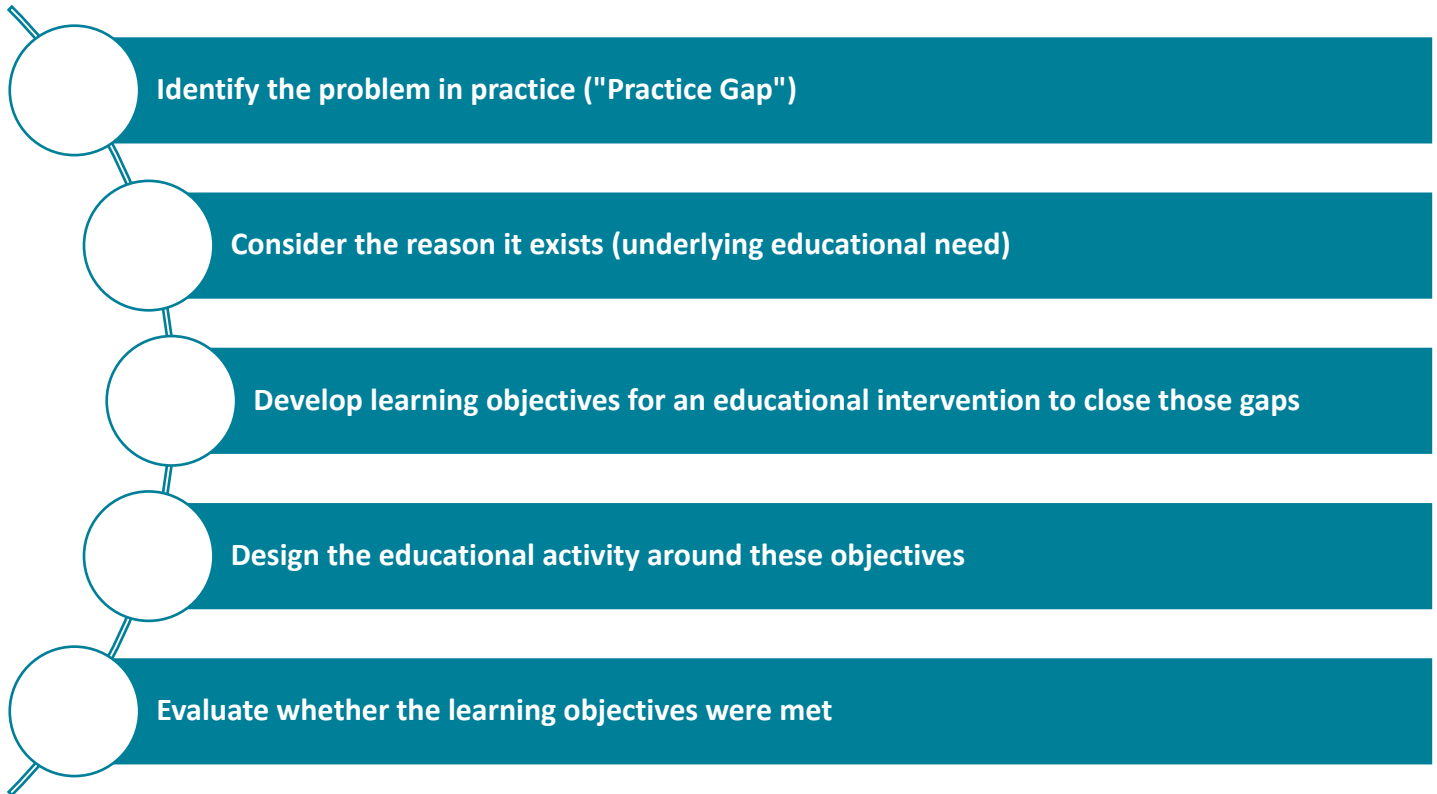 Identify the problem in practice ("Practice Gap")
Consider the reason it exists (underlying educational need)
Develop learning objectives for an educational intervention to close those gaps
Design the educational activity around these objectives
Evaluate whether the learning objectives were met